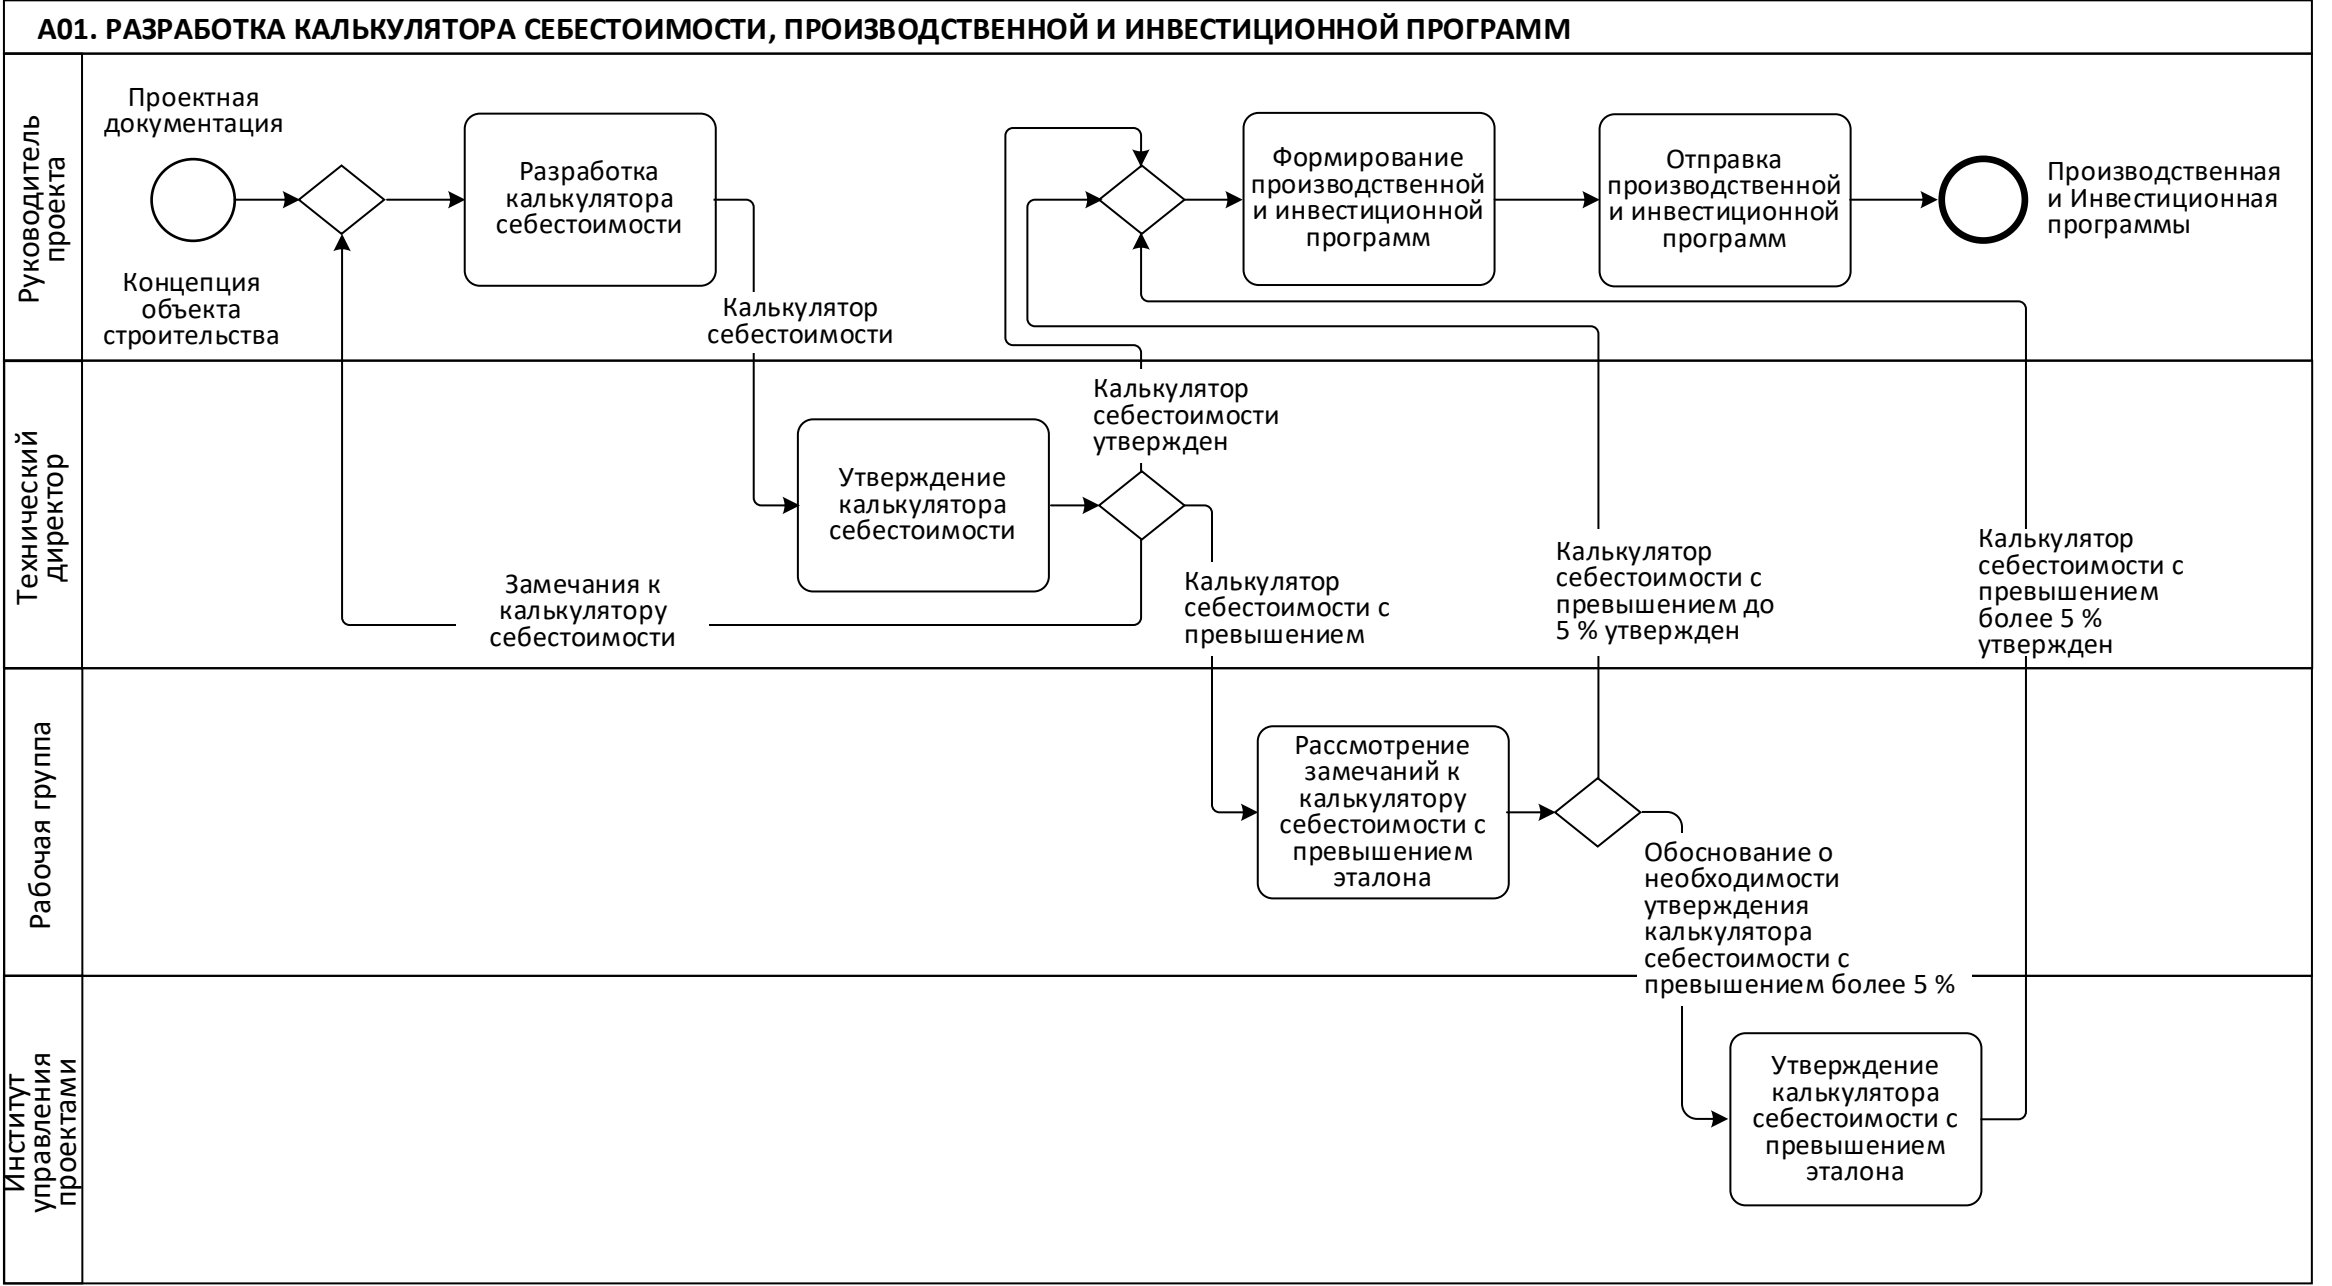 А01. РАЗРАБОТКА КАЛЬКУЛЯТОРА СЕБЕСТОИМОСТИ, ПРОИЗВОДСТВЕННОЙ И ИНВЕСТИЦИОННОЙ ПРОГРАММ
Руководитель
проекта
Проектная
документация
Концепция
объекта
строительства
Разработка
калькулятора
себестоимости
Калькулятор
себестоимости
Формирование
производственной
и инвестиционной
программ
Отправка
производственной
и инвестиционной
программ
Производственная
и Инвестиционная
программы
Технический
директор
Замечания к
калькулятору
себестоимости
Утверждение
калькулятора
себестоимости
Калькулятор
себестоимости
утвержден
Калькулятор
себестоимости с
превышением
Калькулятор
себестоимости с
превышением до
5 % утвержден
Калькулятор
себестоимости с
превышением
более 5 %
утвержден
Рабочая группа
Рассмотрение
замечаний к
калькулятору
себестоимости с
превышением
эталона
Обоснование о
необходимости
утверждения
калькулятора
себестоимости с
превышением более 5 %
Институт
управления
проектами
Утверждение
калькулятора
себестоимости с
превышением
эталона